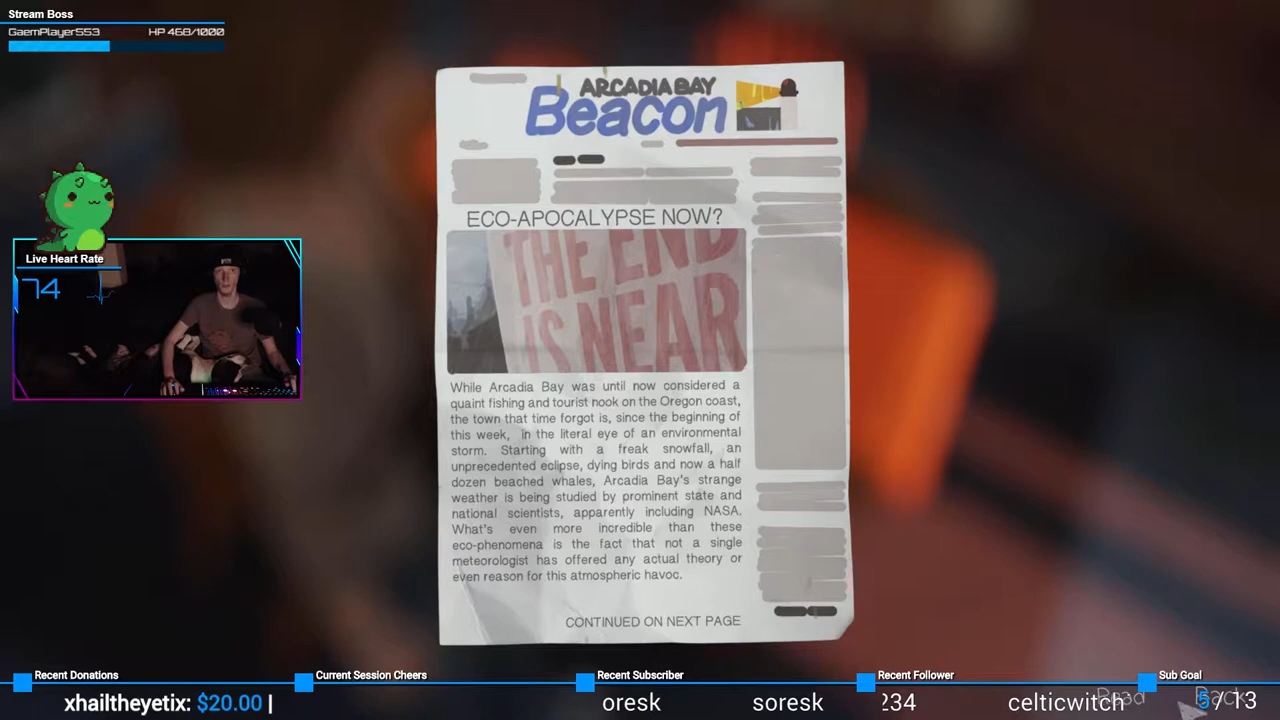 Stream Boss
GaemPlayer553 HP 468/1000
ARCADIA BAY
Beacon
ECO-APOCALYPSE NOW?
THE END
IS NEAR
Live Heart Rate
74
While Arcadia Bay was until now considered a
quaint fishing and tourist nook on the Oregon coast,
the town that time forgot is, since the beginning of
this week, in the literal eye of an environmental
storm. Starting with a freak snowfall, an
unprecedented eclipse, dying birds and now a half
dozen beached whales, Arcadia Bay's strange
weather is being studied by prominent state and
national scientists, apparently including NASA.
What's even more incredible than these
eco-phenomena is the fact that not a single
meteorologist has offered any actual theory or
even reason for this atmospheric havoc.
CONTINUED ON NEXT PAGE
Recent Donations Current Session Cheers Recent Subscriber Recent Follower Sub Goal
xhailtheyetix: $20.00 | oresk soresk 234 celticwitch 5 / 13
Read Back